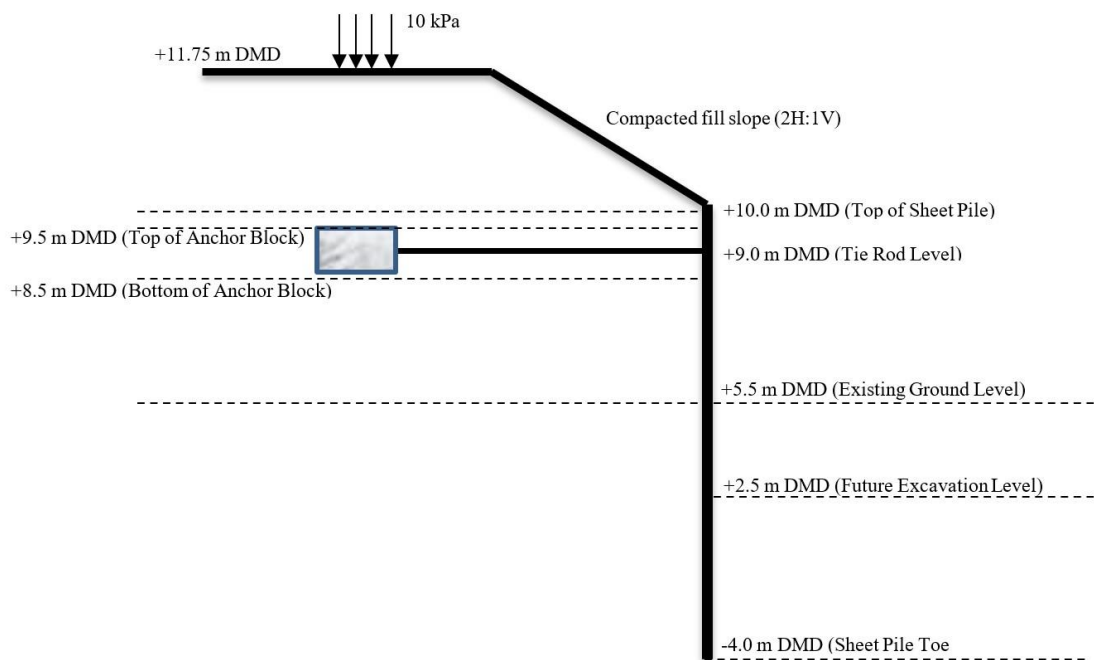 10 kPa
+11.75 m DMD
Compacted fill slope (2H:1V)
+10.0 m DMD (Top of Sheet Pile)
+9.5 m DMD (Top of Anchor Block)
+9.0 m DMD (Tie Rod Level)
+8.5 m DMD (Bottom of Anchor Block)
+5.5 m DMD (Existing Ground Level)
+2.5 m DMD (Future Excavation Level)
-4.0 m DMD (Sheet Pile Toe